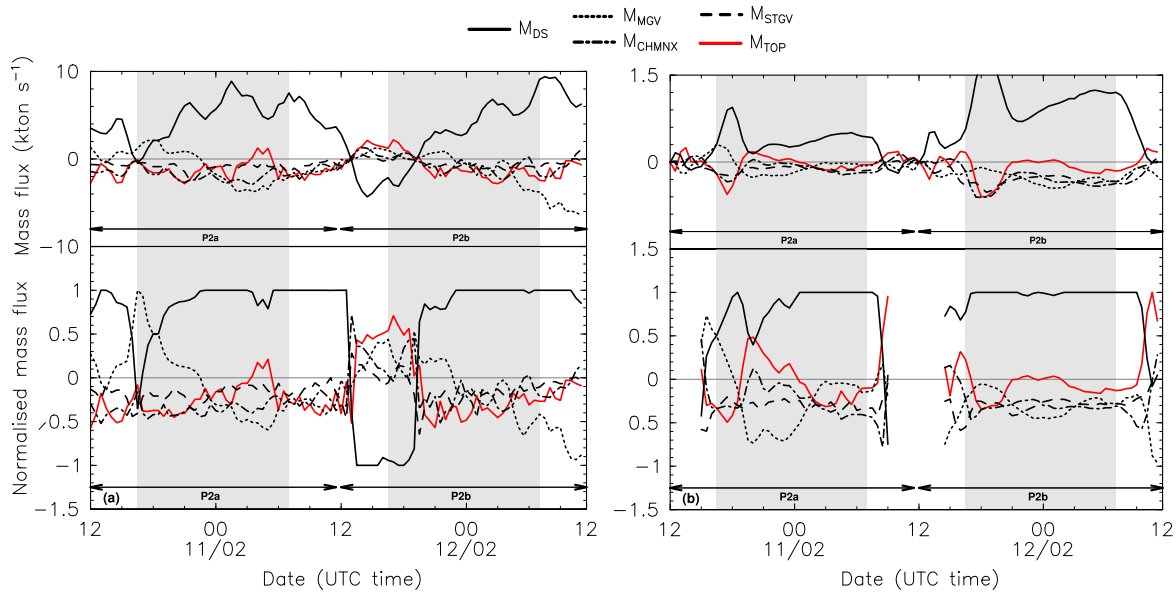 M_DS M_MGV M_STGV
M_CHMNX M_TOP
Mass flux (kton s⁻¹)
10
0
−10
P2a P2b
1.5
0
P2a P2b
Normalised mass flux
1
0.5
0
−0.5
−1
−1.5
(a) P2a P2b
12 00 12 00 12
11/02 12/02
Date (UTC time)
1.5
1
0.5
0
−0.5
−1
−1.5
(b) P2a P2b
12 00 12 00 12
11/02 12/02
Date (UTC time)